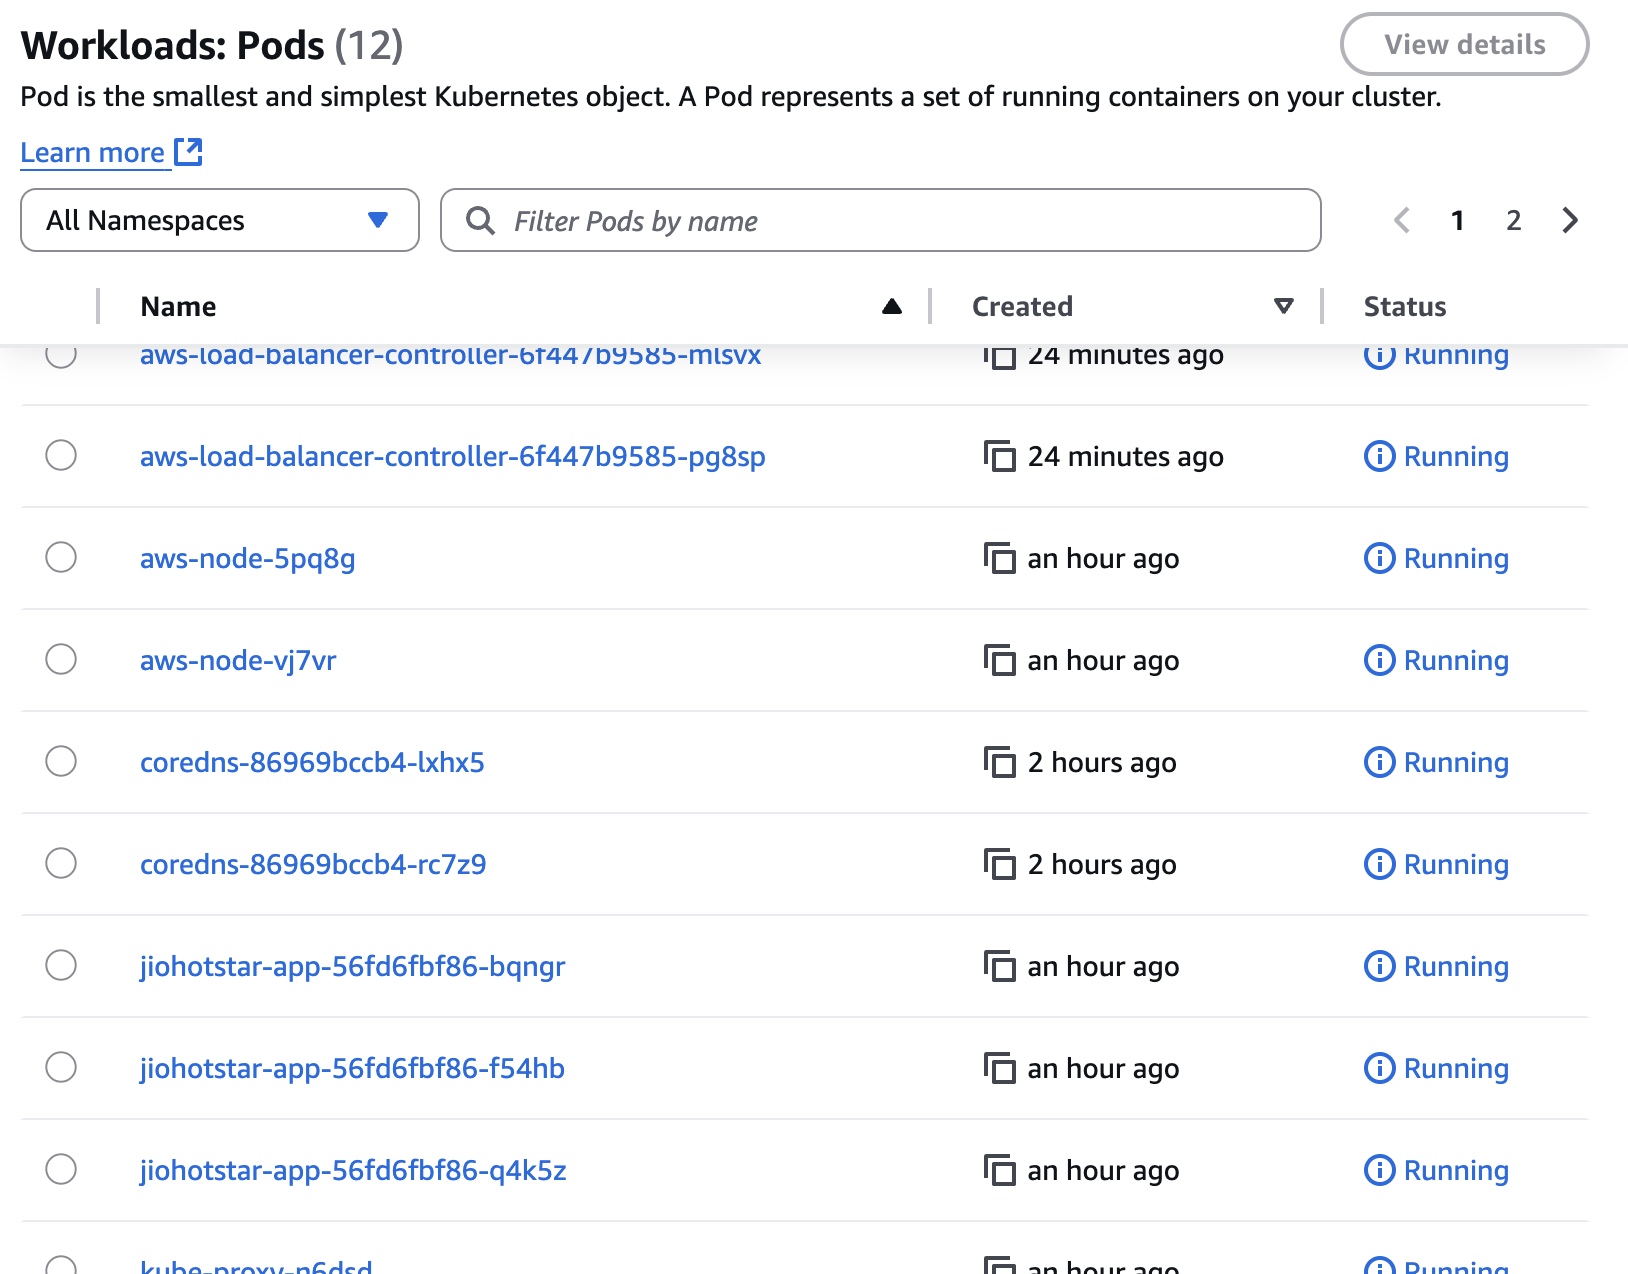 Workloads: Pods (12)
View details
Pod is the smallest and simplest Kubernetes object. A Pod represents a set of running containers on your cluster.
Learn more
All Namespaces
Filter Pods by name
1 2
Name Created Status
aws-load-balancer-controller-6f447b9585-mlsvx 24 minutes ago Running
aws-load-balancer-controller-6f447b9585-pg8sp 24 minutes ago Running
aws-node-5pq8g an hour ago Running
aws-node-vj7vr an hour ago Running
coredns-86969bccb4-lxhx5 2 hours ago Running
coredns-86969bccb4-rc7z9 2 hours ago Running
jiohotstar-app-56fd6fbf86-bqngr an hour ago Running
jiohotstar-app-56fd6fbf86-f54hb an hour ago Running
jiohotstar-app-56fd6fbf86-q4k5z an hour ago Running
kube-proxy-n6dsd an hour ago Running